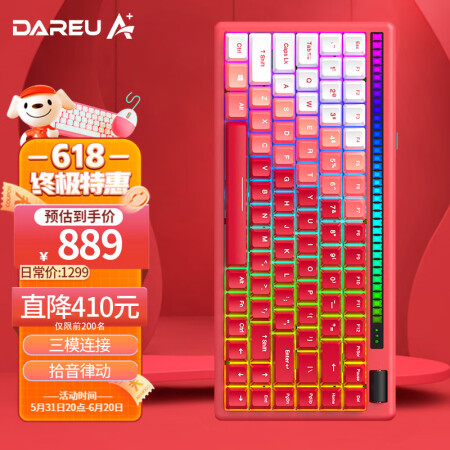 DAREU A+
618
终极特惠
预估到手价
¥ 889
日常价:1299
直降410元
仅限前200名
三模连接
拾音律动
活动时间
5月31日20点-6月20日